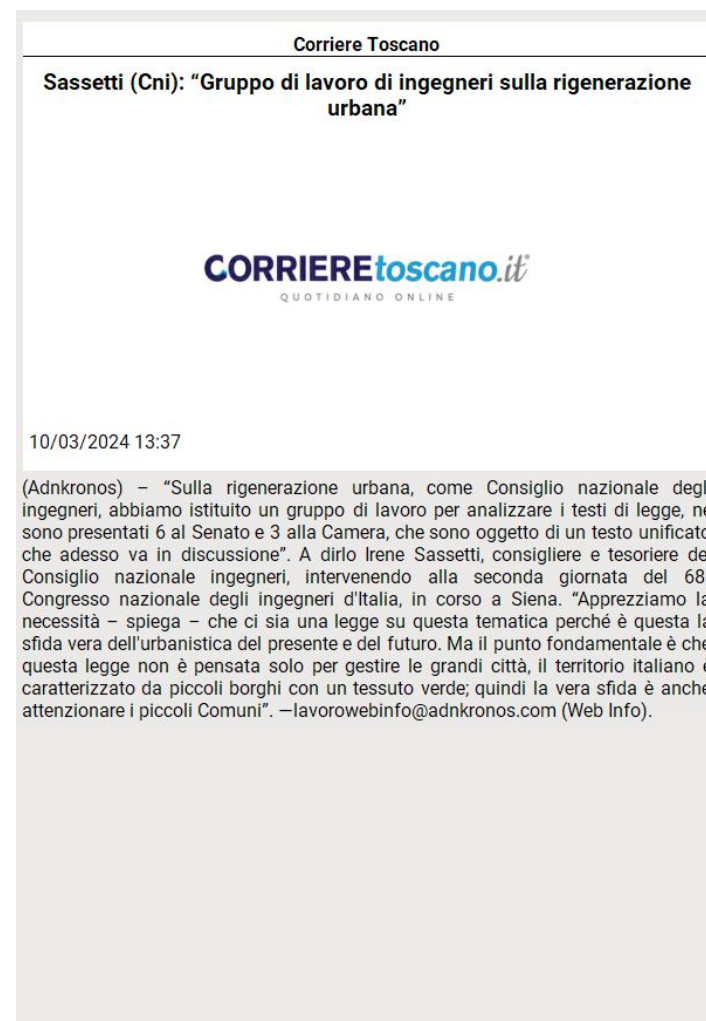 Corriere Toscano
Sassetti (Cni): “Gruppo di lavoro di ingegneri sulla rigenerazione
urbana”
CORRIEREtoscano.it
QUOTIDIANO ONLINE
10/03/2024 13:37
(Adnkronos) – “Sulla rigenerazione urbana, come Consiglio nazionale degl
ingegneri, abbiamo istituito un gruppo di lavoro per analizzare i testi di legge, ne
sono presentati 6 al Senato e 3 alla Camera, che sono oggetto di un testo unificato
che adesso va in discussione”. A dirlo Irene Sassetti, consigliere e tesoriere de
Consiglio nazionale ingegneri, intervenendo alla seconda giornata del 68
Congresso nazionale degli ingegneri d'Italia, in corso a Siena. “Apprezziamo la
necessità – spiega – che ci sia una legge su questa tematica perché è questa la
sfida vera dell'urbanistica del presente e del futuro. Ma il punto fondamentale è che
questa legge non è pensata solo per gestire le grandi città, il territorio italiano è
caratterizzato da piccoli borghi con un tessuto verde; quindi la vera sfida è anche
attenzionare i piccoli Comuni”. —lavorowebinfo@adnkronos.com (Web Info).